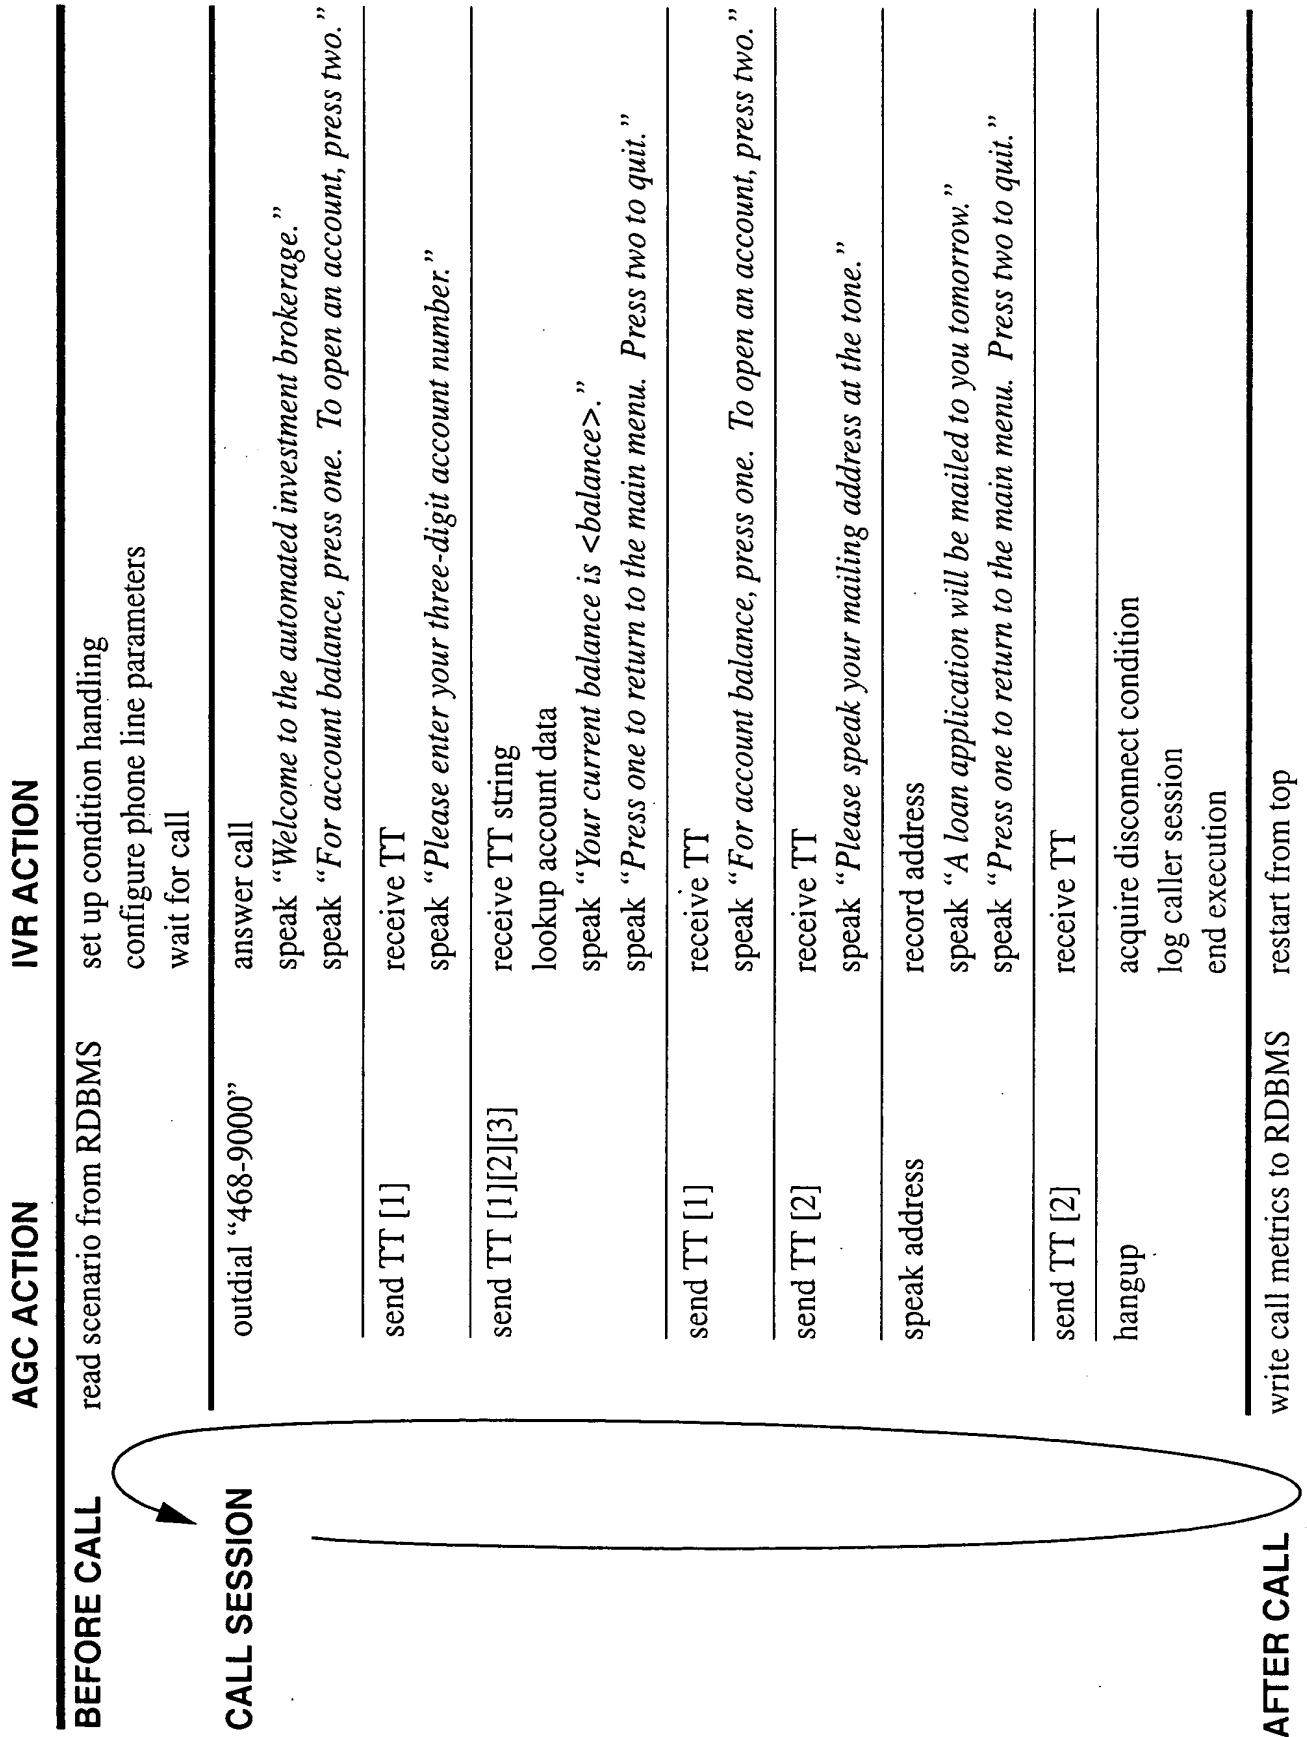 AGC ACTION IVR ACTION
BEFORE CALL read scenario from RDBMS set up condition handling
configure phone line parameters
wait for call
CALL SESSION outdial “468-9000” answer call
speak “Welcome to the automated investment brokerage.”
speak “For account balance, press one. To open an account, press two.”
send TT [1] receive TT
speak “Please enter your three-digit account number.”
send TT [1][2][3] receive TT string
lookup account data
speak “Your current balance is <balance>.”
speak “Press one to return to the main menu. Press two to quit.”
send TT [1] receive TT
speak “For account balance, press one. To open an account, press two.”
send TT [2] receive TT
speak “Please speak your mailing address at the tone.”
speak address record address
speak “A loan application will be mailed to you tomorrow.”
speak “Press one to return to the main menu. Press two to quit.”
send TT [2] receive TT
hangup acquire disconnect condition
log caller session
end execution
AFTER CALL write call metrics to RDBMS restart from top